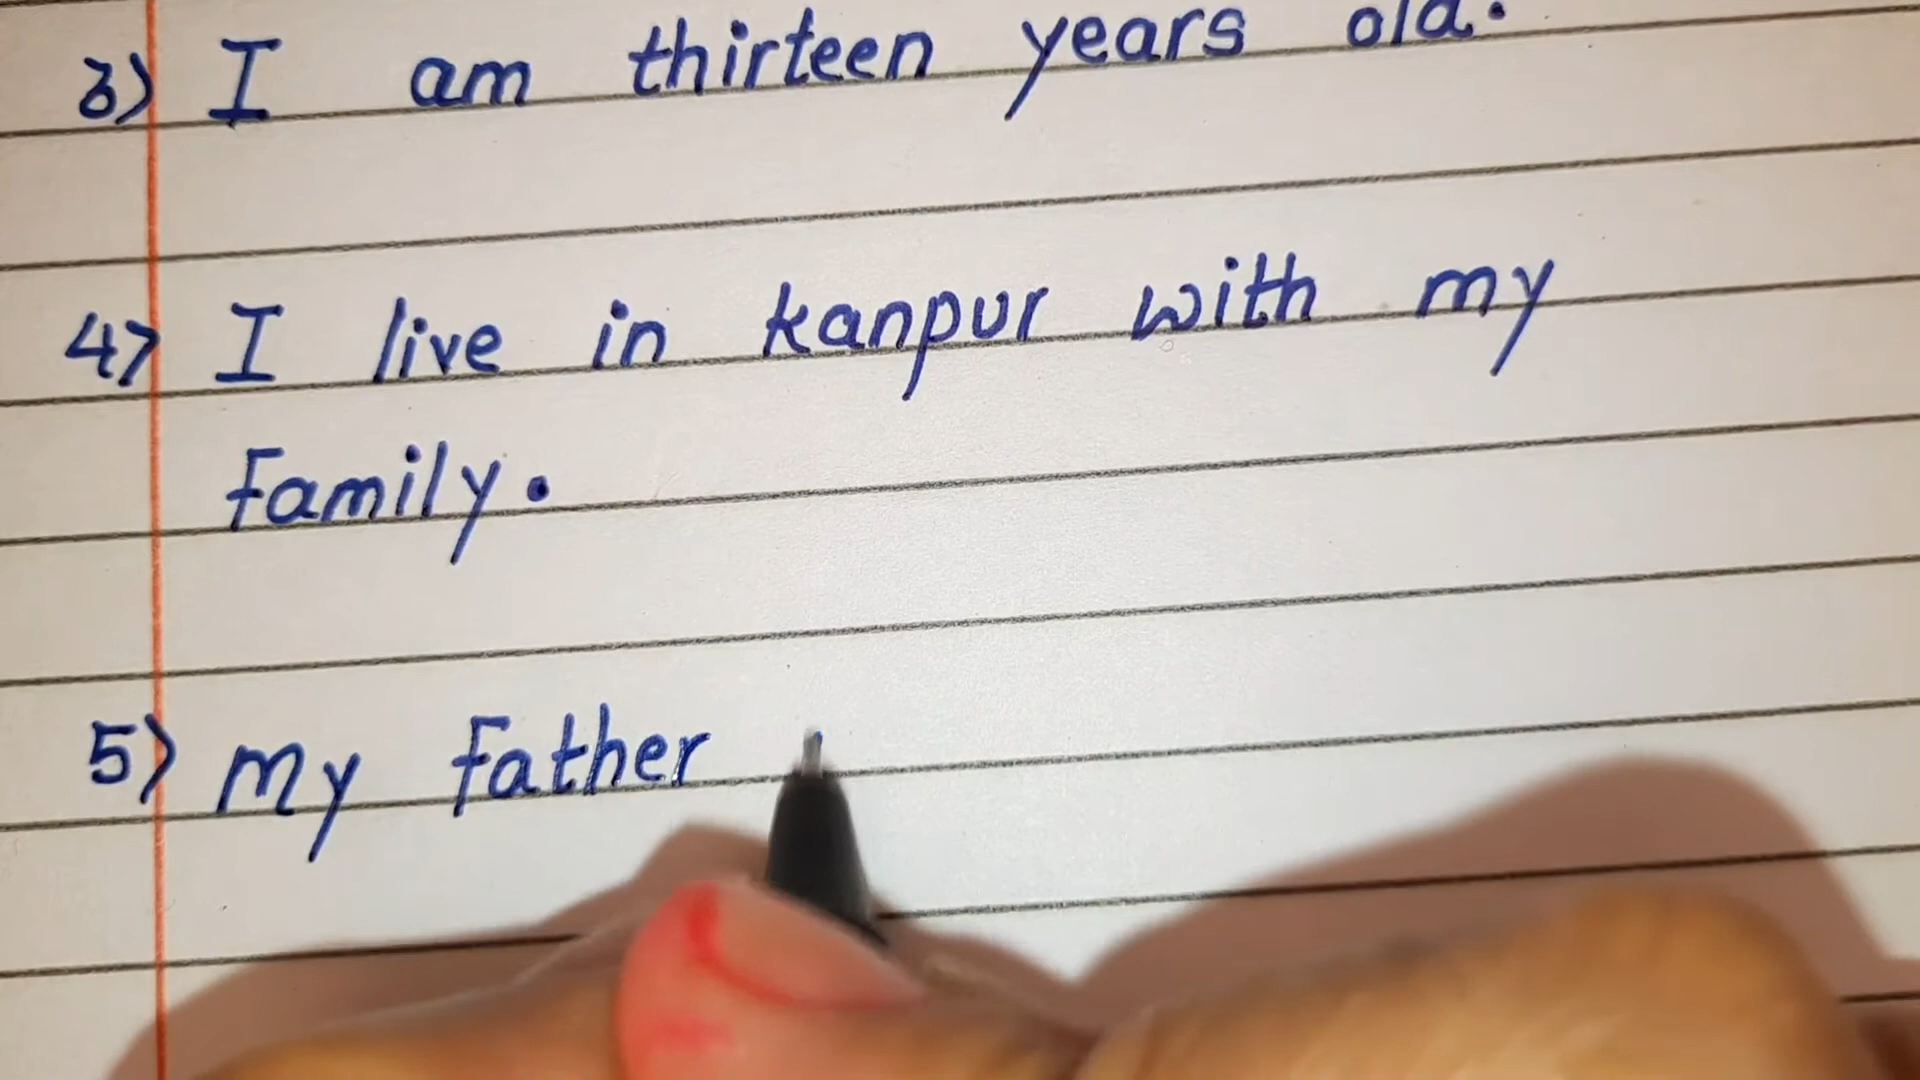 3) I am thirteen years old.
4) I live in kanpur with my
family.
5) my father